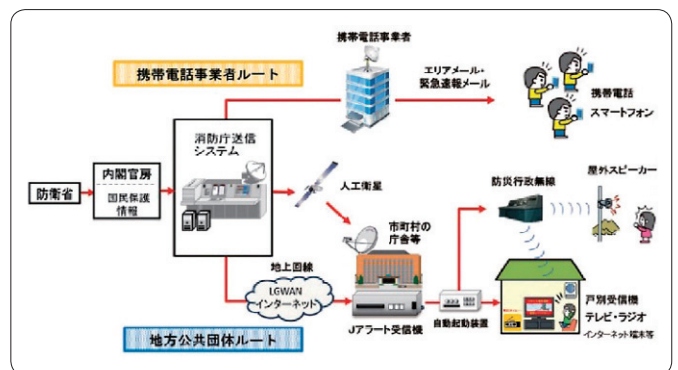 携帯電話事業者
携帯電話事業者ルート
エリアメール・
緊急速報メール
携帯電話
スマートフォン
消防庁送信
システム
防衛省
内閣官房
国民保護
情報
人工衛星
防災行政無線
屋外スピーカー
市町村の
庁舎等
地上回線
LGWAN
インターネット
Jアラート受信機
自動起動装置
戸別受信機
テレビ・ラジオ
インターネット端末等
地方公共団体ルート